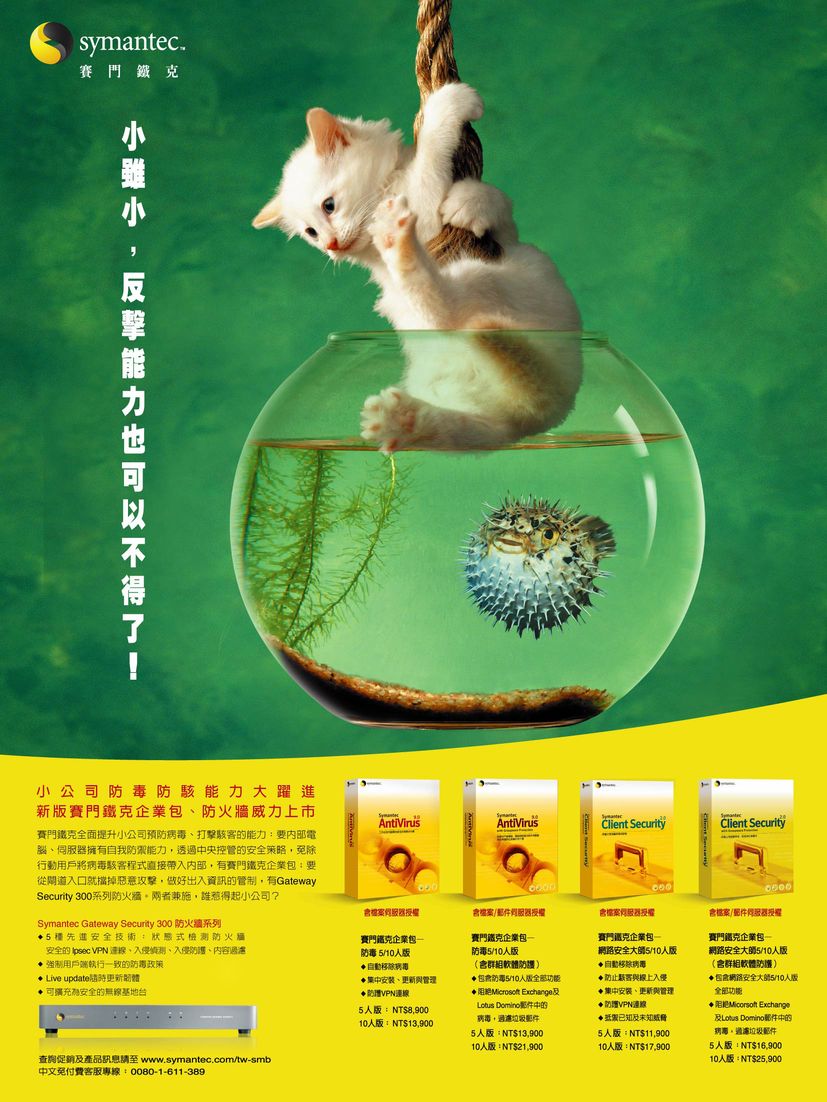 symantec™
賽門鐵克
小雖小，反擊能力也可以不得了！
小公司防毒防駭能力大躍進
新版賽門鐵克企業包、防火牆威力上市
賽門鐵克全面提升小公司預防病毒、打擊駭客的能力：要內部電
腦、伺服器擁有自我防禦能力，透過中央控管的安全策略，免除
行動用戶將病毒駭客程式直接帶入內部，有賽門鐵克企業包；要
從閘道入口就擋掉惡意攻擊，做好出入資訊的管制，有Gateway
Security 300系列防火牆。兩者兼施，誰惹得起小公司？
Symantec Gateway Security 300 防火牆系列
◆ 5 種先進安全技術：狀態式檢測防火牆
安全的 Ipsec VPN 連線、入侵偵測、入侵防護、內容過濾
◆ 強制用戶端執行一致的防毒政策
◆ Live update隨時更新韌體
◆ 可擴充為安全的無線基地台
查詢促銷及產品訊息請至 www.symantec.com/tw-smb
中文免付費客服專線：0080-1-611-389
Symantec
AntiVirus 9.0
含檔案伺服器授權
賽門鐵克企業包—
防毒 5/10人版
◆自動移除病毒
◆集中安裝、更新與管理
◆防護VPN連線
5人版：NT$8,900
10人版：NT$13,900
Symantec
AntiVirus 9.0
含檔案/郵件伺服器授權
賽門鐵克企業包—
防毒5/10人版
（含群組軟體防護）
◆包含防毒5/10人版全部功能
◆阻絕Microsoft Exchange及
Lotus Domino郵件中的
病毒，過濾垃圾郵件
5人版：NT$13,900
10人版：NT$21,900
Symantec
Client Security 2.0
含檔案伺服器授權
賽門鐵克企業包—
網路安全大師5/10人版
◆自動移除病毒
◆防止駭客與線上入侵
◆集中安裝、更新與管理
◆防護VPN連線
◆抵禦已知及未知威脅
5人版：NT$11,900
10人版：NT$17,900
Symantec
Client Security 2.0
含檔案/郵件伺服器授權
賽門鐵克企業包—
網路安全大師5/10人版
（含群組軟體防護）
◆包含網路安全大師5/10人版
全部功能
◆阻絕Micorsoft Exchange
及Lotus Domino郵件中的
病毒，過濾垃圾郵件
5人版：NT$16,900
10人版：NT$25,900